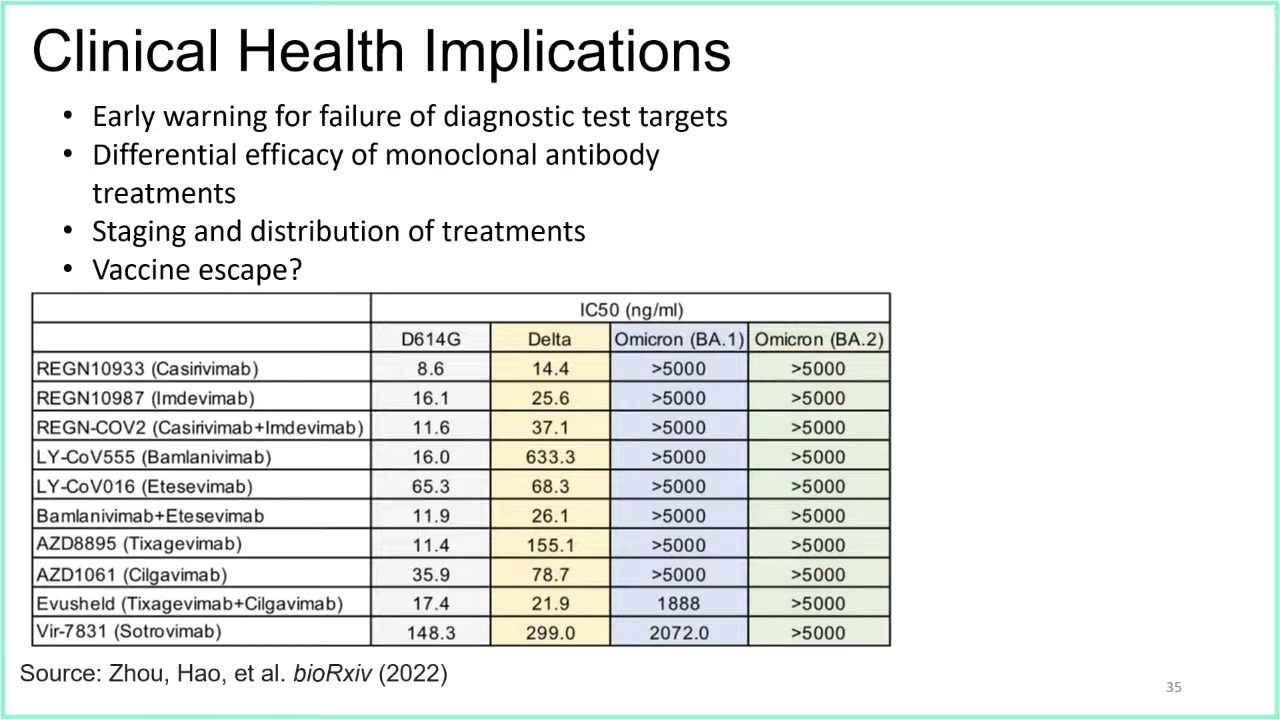 Clinical Health Implications
• Early warning for failure of diagnostic test targets
• Differential efficacy of monoclonal antibody
treatments
• Staging and distribution of treatments
• Vaccine escape?
IC50 (ng/ml)
D614G Delta Omicron (BA.1) Omicron (BA.2)
REGN10933 (Casirivimab) 8.6 14.4 >5000 >5000
REGN10987 (Imdevimab) 16.1 25.6 >5000 >5000
REGN-COV2 (Casirivimab+Imdevimab) 11.6 37.1 >5000 >5000
LY-CoV555 (Bamlanivimab) 16.0 633.3 >5000 >5000
LY-CoV016 (Etesevimab) 65.3 68.3 >5000 >5000
Bamlanivimab+Etesevimab 11.9 26.1 >5000 >5000
AZD8895 (Tixagevimab) 11.4 155.1 >5000 >5000
AZD1061 (Cilgavimab) 35.9 78.7 >5000 >5000
Evusheld (Tixagevimab+Cilgavimab) 17.4 21.9 1888 >5000
Vir-7831 (Sotrovimab) 148.3 299.0 2072.0 >5000
Source: Zhou, Hao, et al. bioRxiv (2022)
35